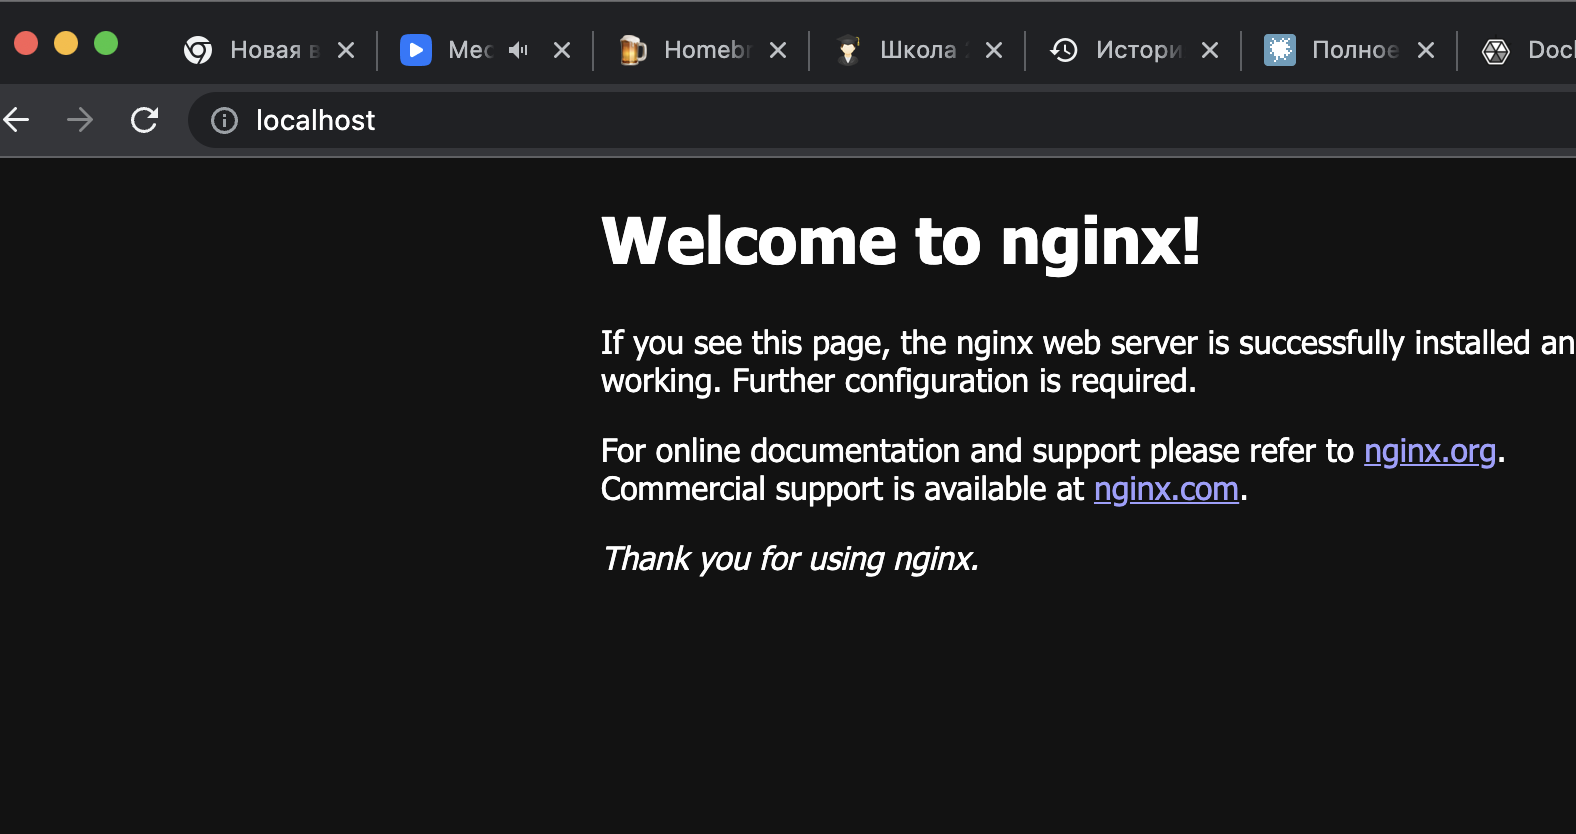 Новая в Мес Homebr Школа Истори Полное Doc
localhost
Welcome to nginx!
If you see this page, the nginx web server is successfully installed an
working. Further configuration is required.
For online documentation and support please refer to nginx.org.
Commercial support is available at nginx.com.
Thank you for using nginx.